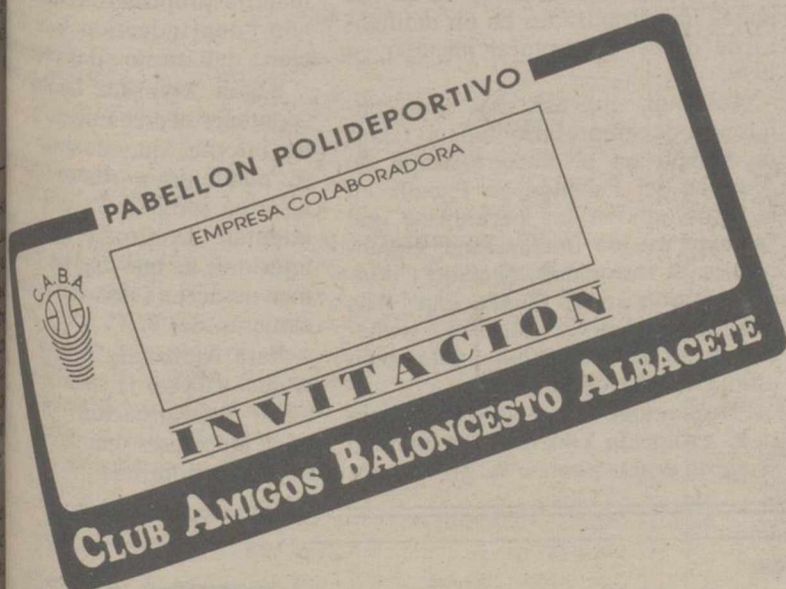 PABELLON POLIDEPORTIVO
EMPRESA COLABORADORA
C.A.B.A
INVITACION
CLUB AMIGOS BALONCESTO ALBACETE